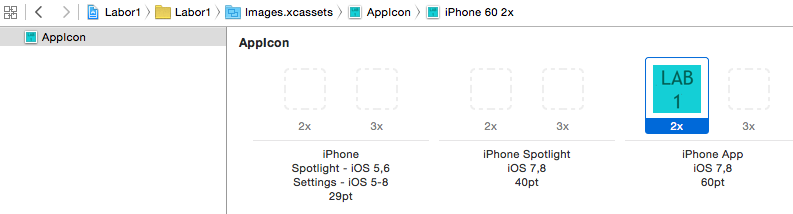 Labor1 Labor1 Images.xcassets AppIcon iPhone 60 2x
AppIcon
AppIcon
LAB
1
2x 3x 2x 3x 2x 3x
iPhone
Spotlight - iOS 5,6
Settings - iOS 5-8
29pt
iPhone Spotlight
iOS 7,8
40pt
iPhone App
iOS 7,8
60pt